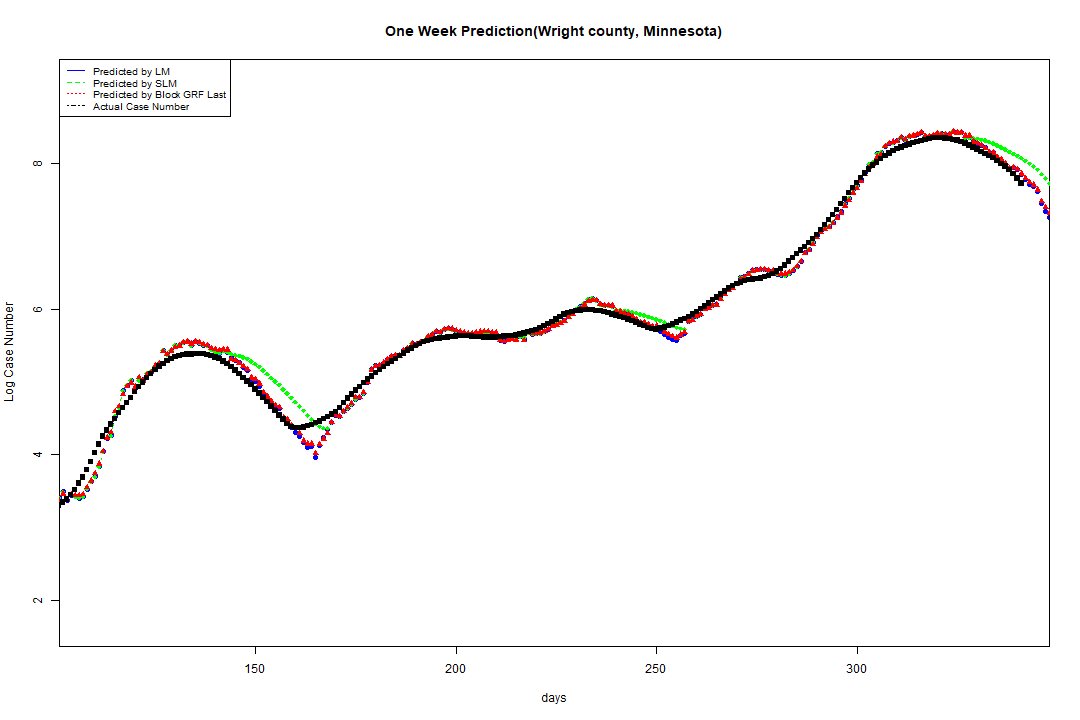 One Week Prediction(Wright county, Minnesota)
Predicted by LM
Predicted by SLM
Predicted by Block GRF Last
Actual Case Number
8
6
4
2
Log Case Number
150 200 250 300
days